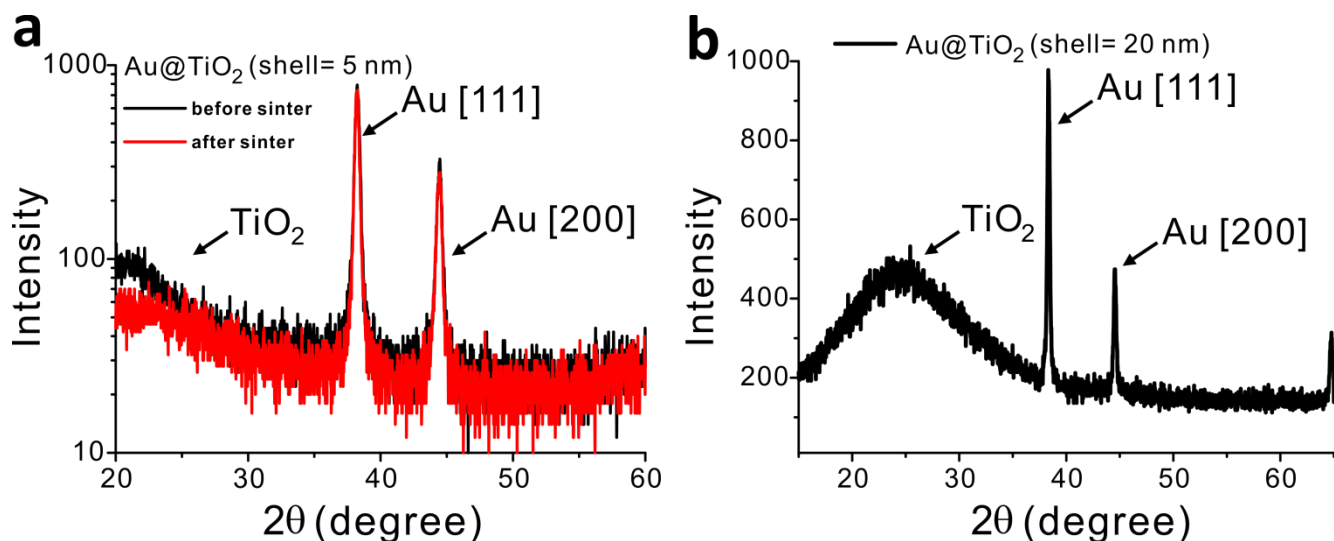 a
Au@TiO₂ (shell= 5 nm)
before sinter
after sinter
Au [111]
TiO₂
Au [200]
1000
100
10
Intensity
20
30
40
50
60
2θ (degree)
b
Au@TiO₂ (shell= 20 nm)
Au [111]
TiO₂
Au [200]
1000
800
600
400
200
Intensity
20
30
40
50
60
2θ (degree)